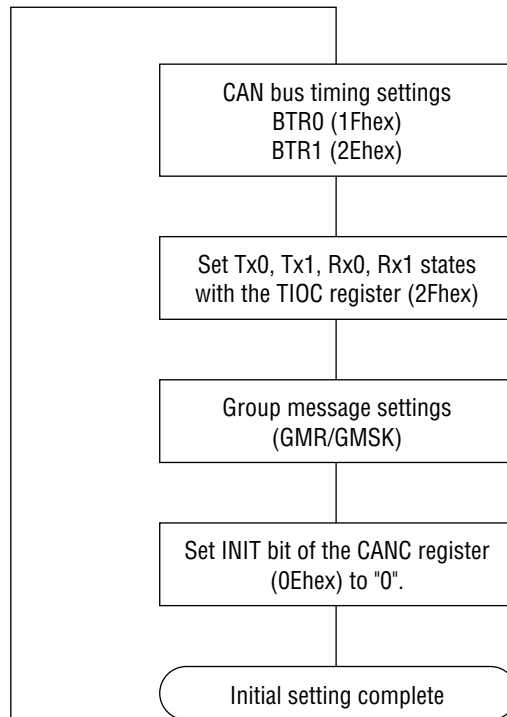 CAN bus timing settings
BTR0 (1Fhex)
BTR1 (2Ehex)
Set Tx0, Tx1, Rx0, Rx1 states
with the TIOC register (2Fhex)
Group message settings
(GMR/GMSK)
Set INIT bit of the CANC register
(0Ehex) to "0".
Initial setting complete